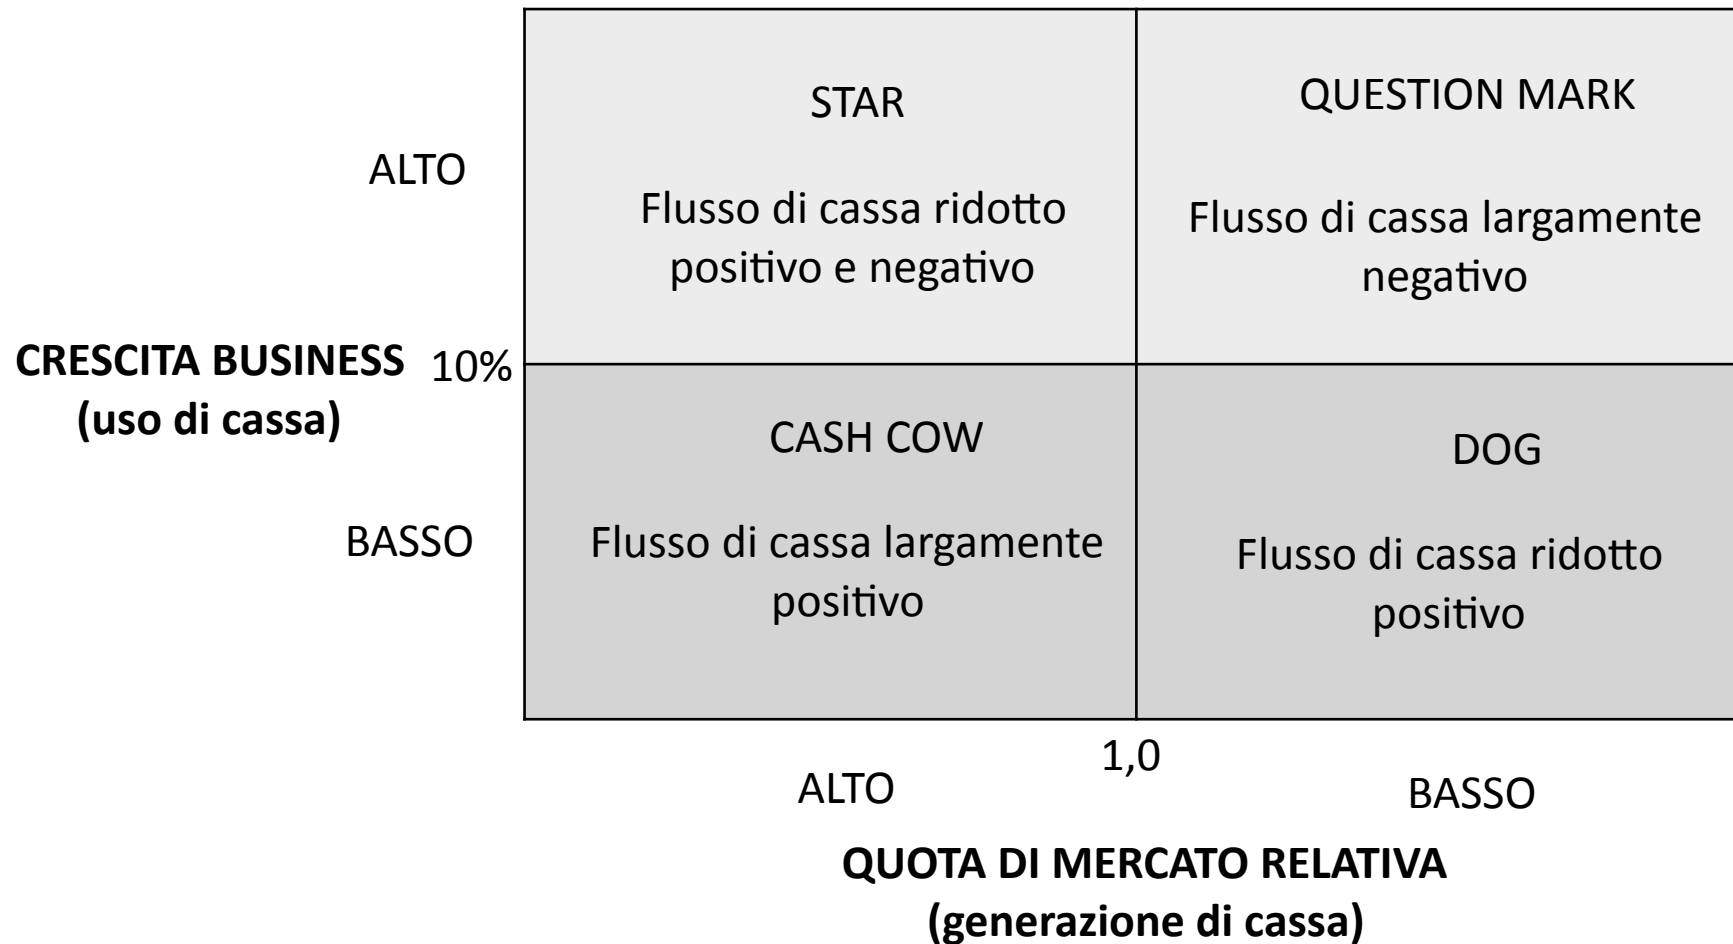 STAR
QUESTION MARK
ALTO
Flusso di cassa ridotto
positivo e negativo
Flusso di cassa largamente
negativo
CRESCITA BUSINESS
(uso di cassa)
10%
CASH COW
DOG
BASSO
Flusso di cassa largamente
positivo
Flusso di cassa ridotto
positivo
1,0
ALTO
BASSO
QUOTA DI MERCATO RELATIVA
(generazione di cassa)